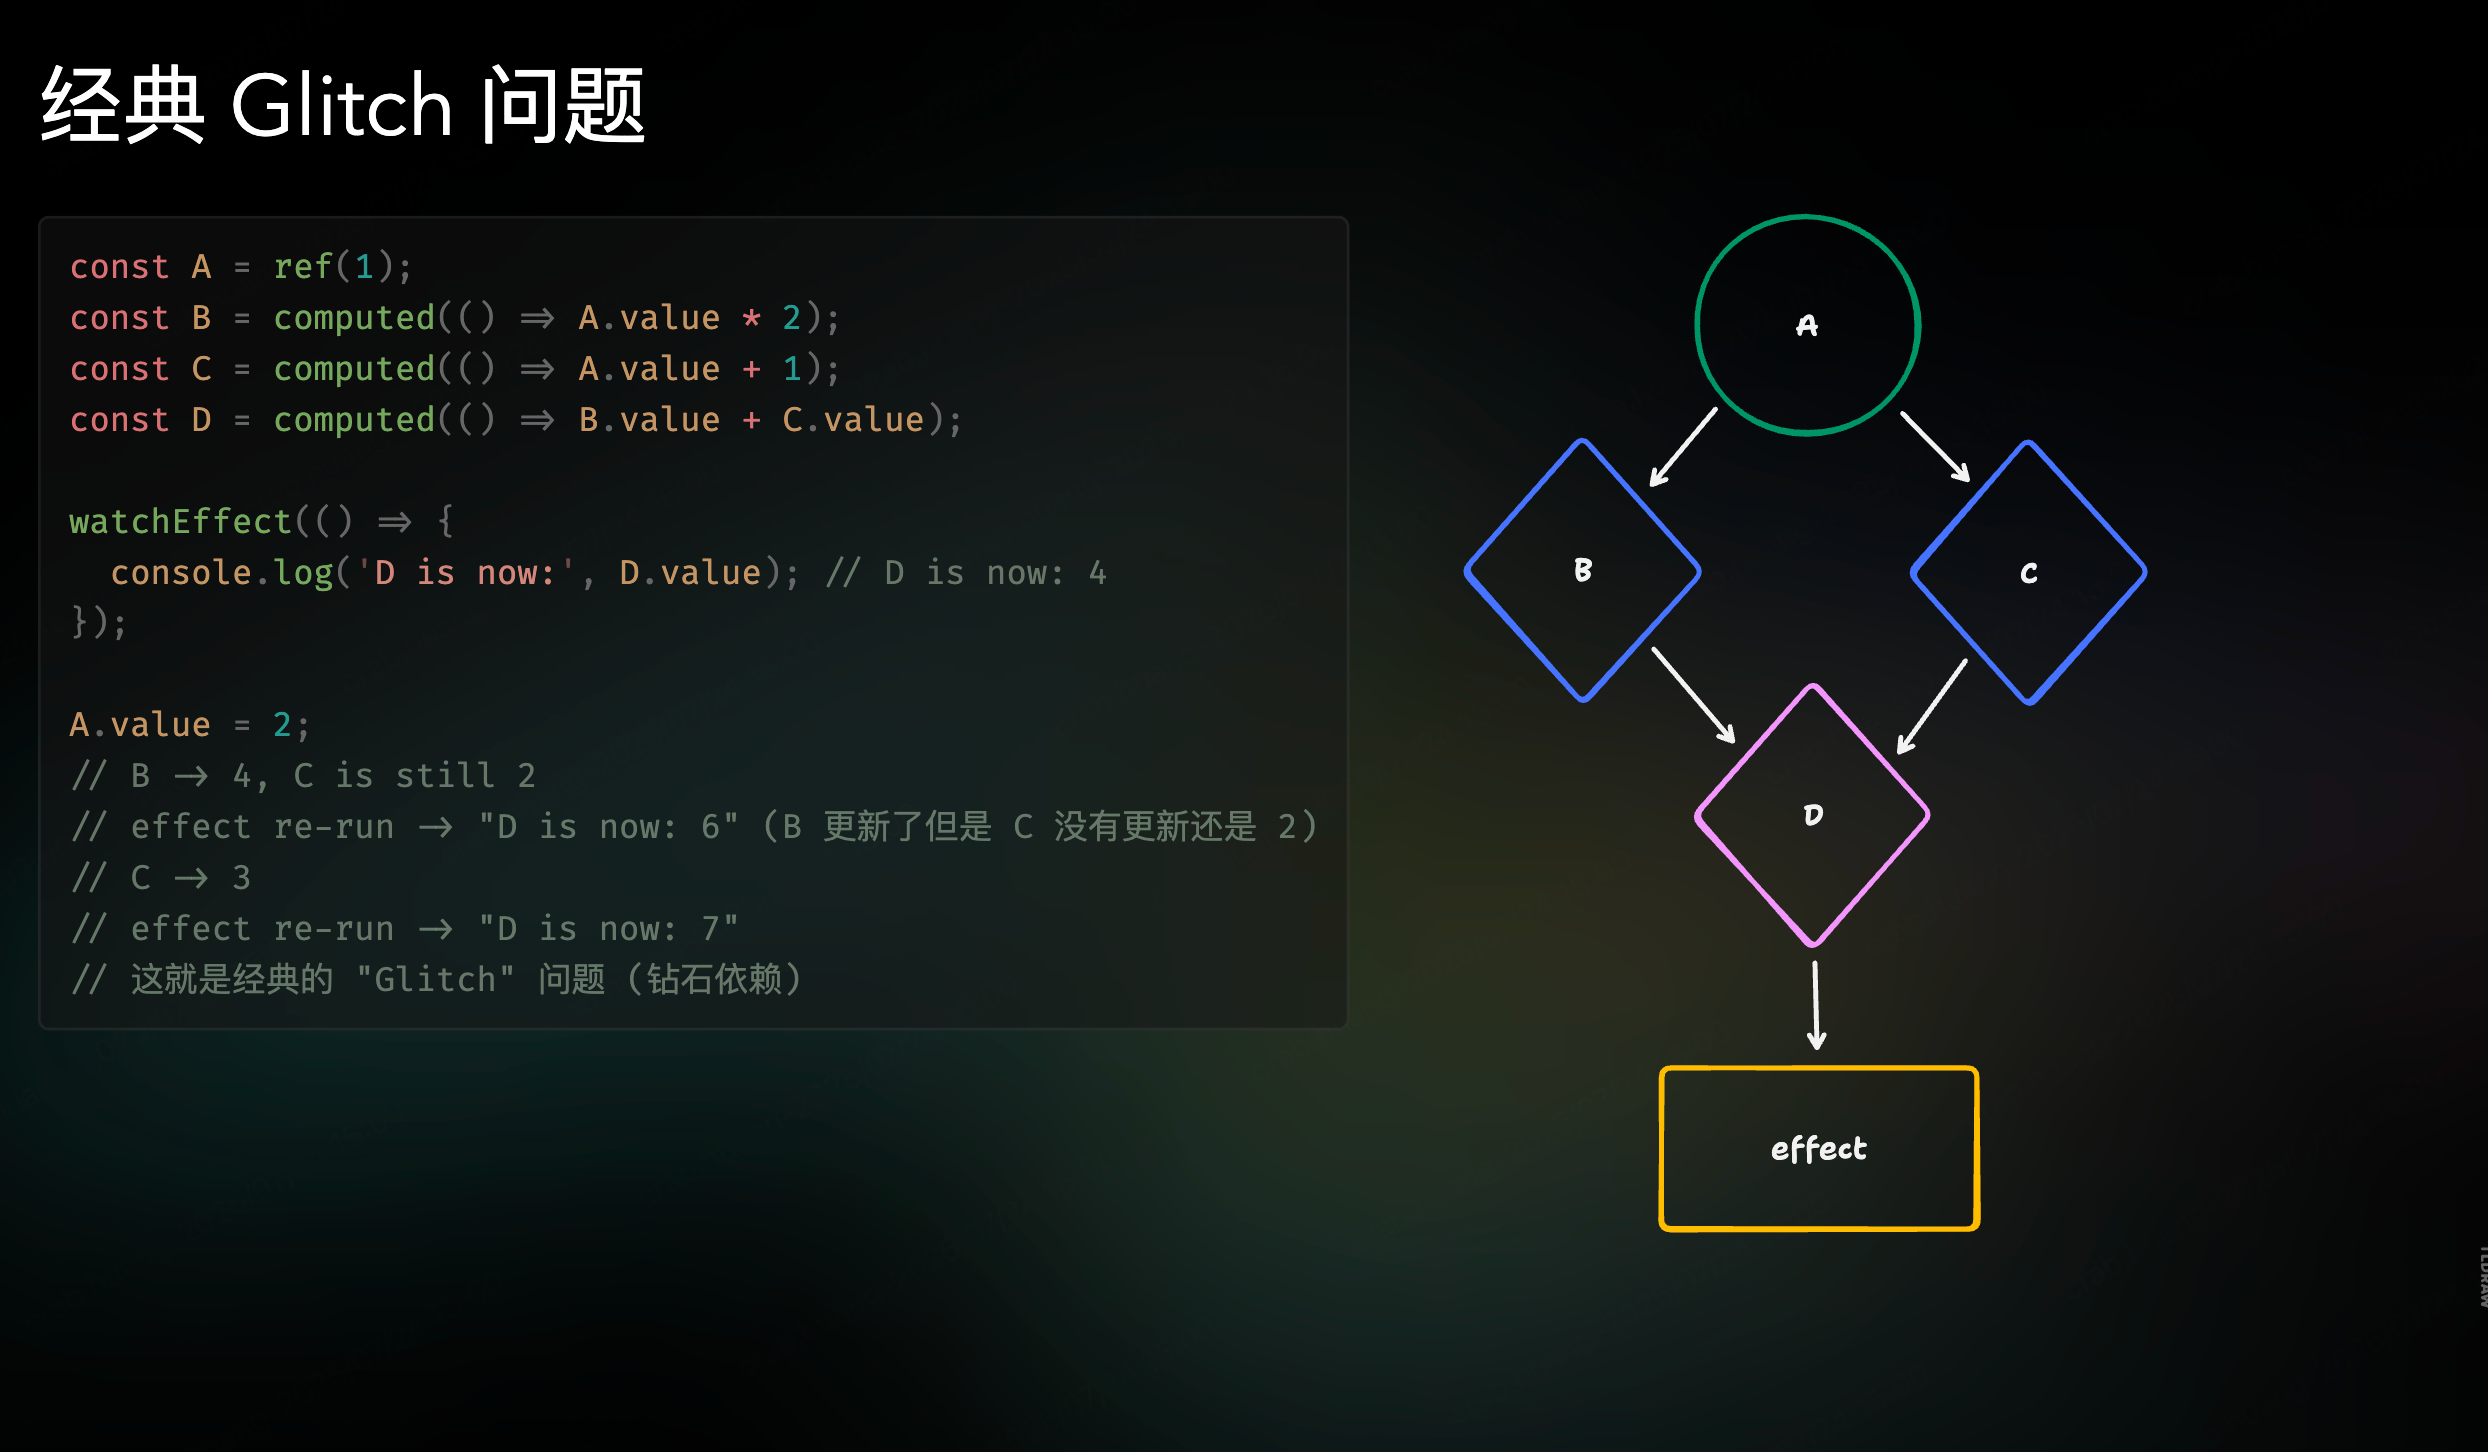 经典 Glitch 问题
const A = ref(1);
const B = computed(() => A.value * 2);
const C = computed(() => A.value + 1);
const D = computed(() => B.value + C.value);
watchEffect(() => {
  console.log('D is now:', D.value); // D is now: 4
});
A.value = 2;
// B -> 4, C is still 2
// effect re-run -> "D is now: 6" (B 更新了但是 C 没有更新还是 2)
// C -> 3
// effect re-run -> "D is now: 7"
// 这就是经典的 "Glitch" 问题 (钻石依赖)
A
B
C
D
effect
TLDRAW